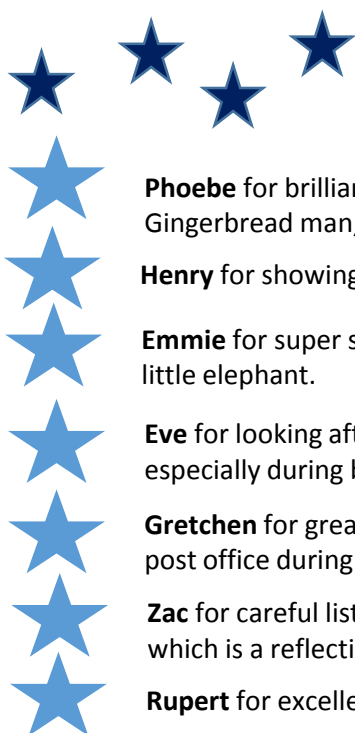 Phoebe for brillia
Gingerbread man,
Henry for showing
Emmie for super s
little elephant.
Eve for looking aft
especially during b
Gretchen for grea
post office during
Zac for careful list
which is a reflecti
Rupert for excelle